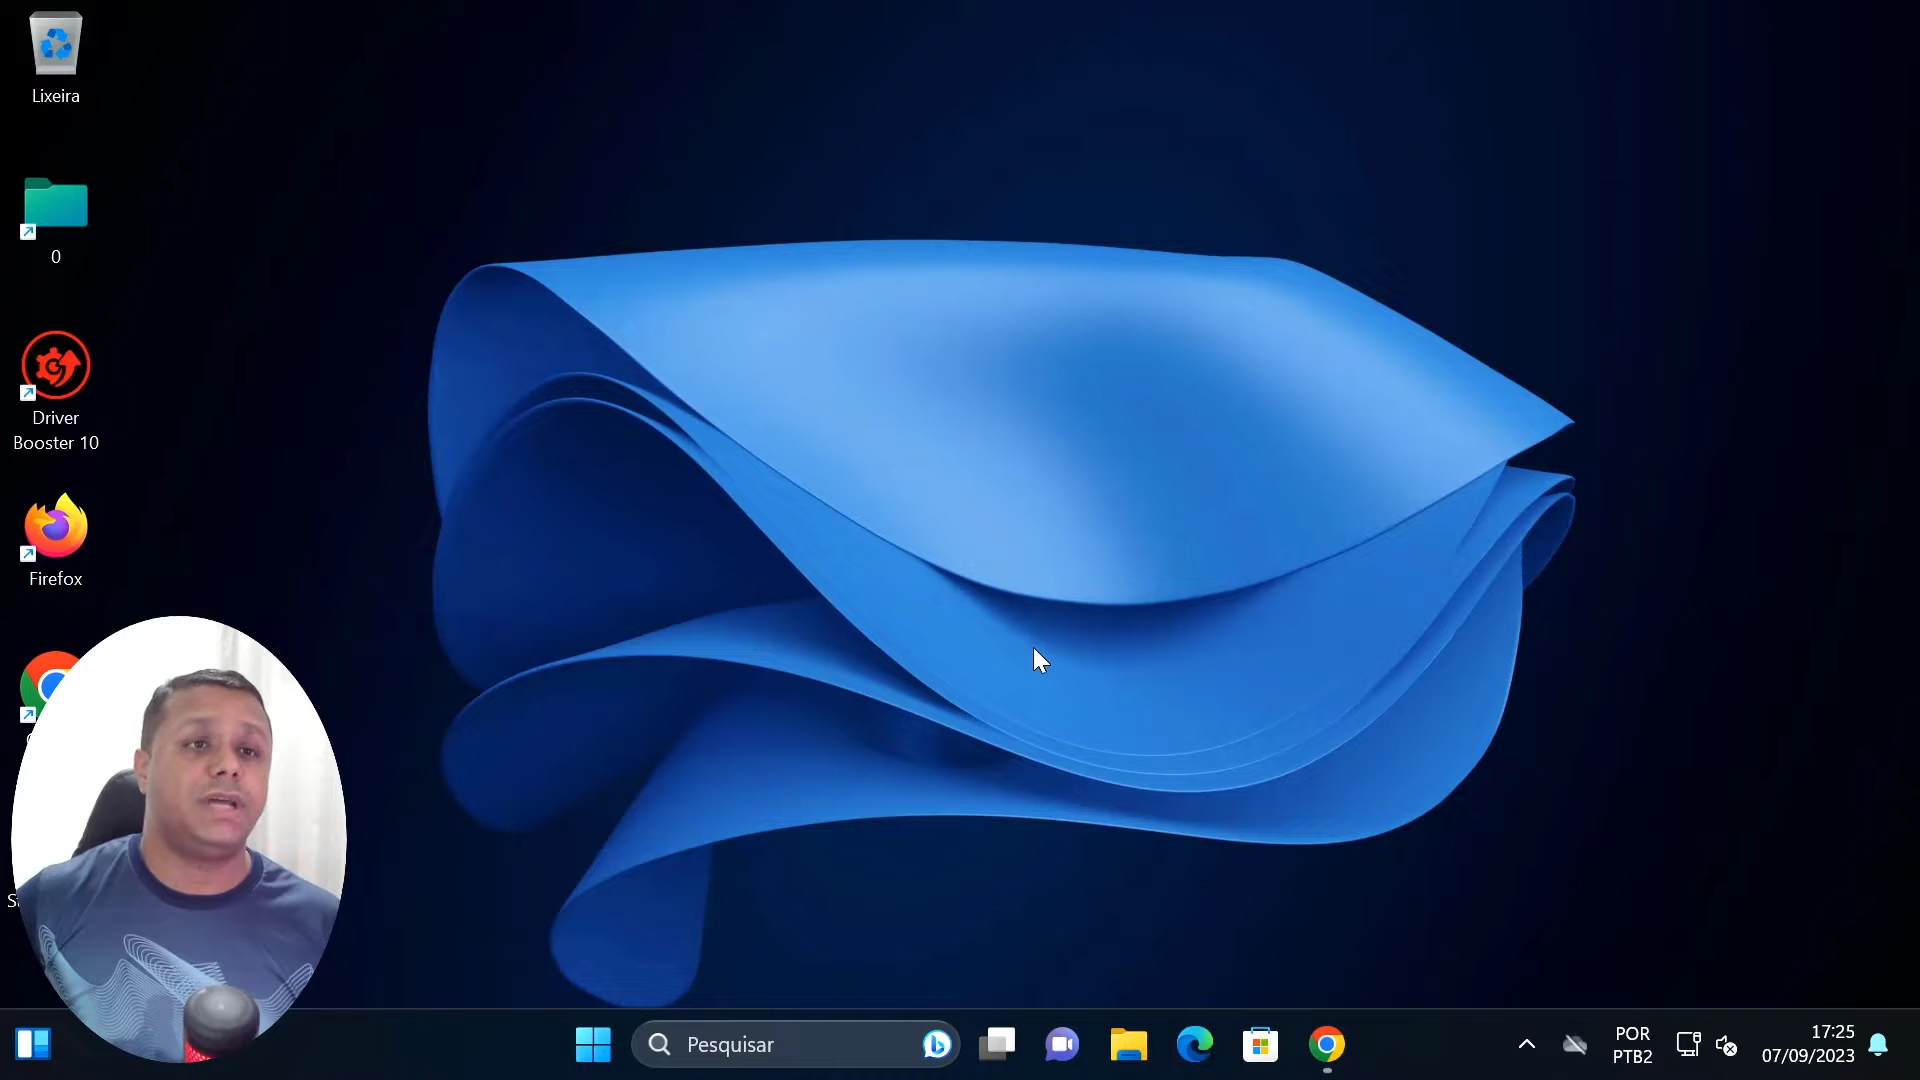 Lixeira
0
Driver
Booster 10
Firefox
Pesquisar
POR
PTB2
17:25
07/09/2023